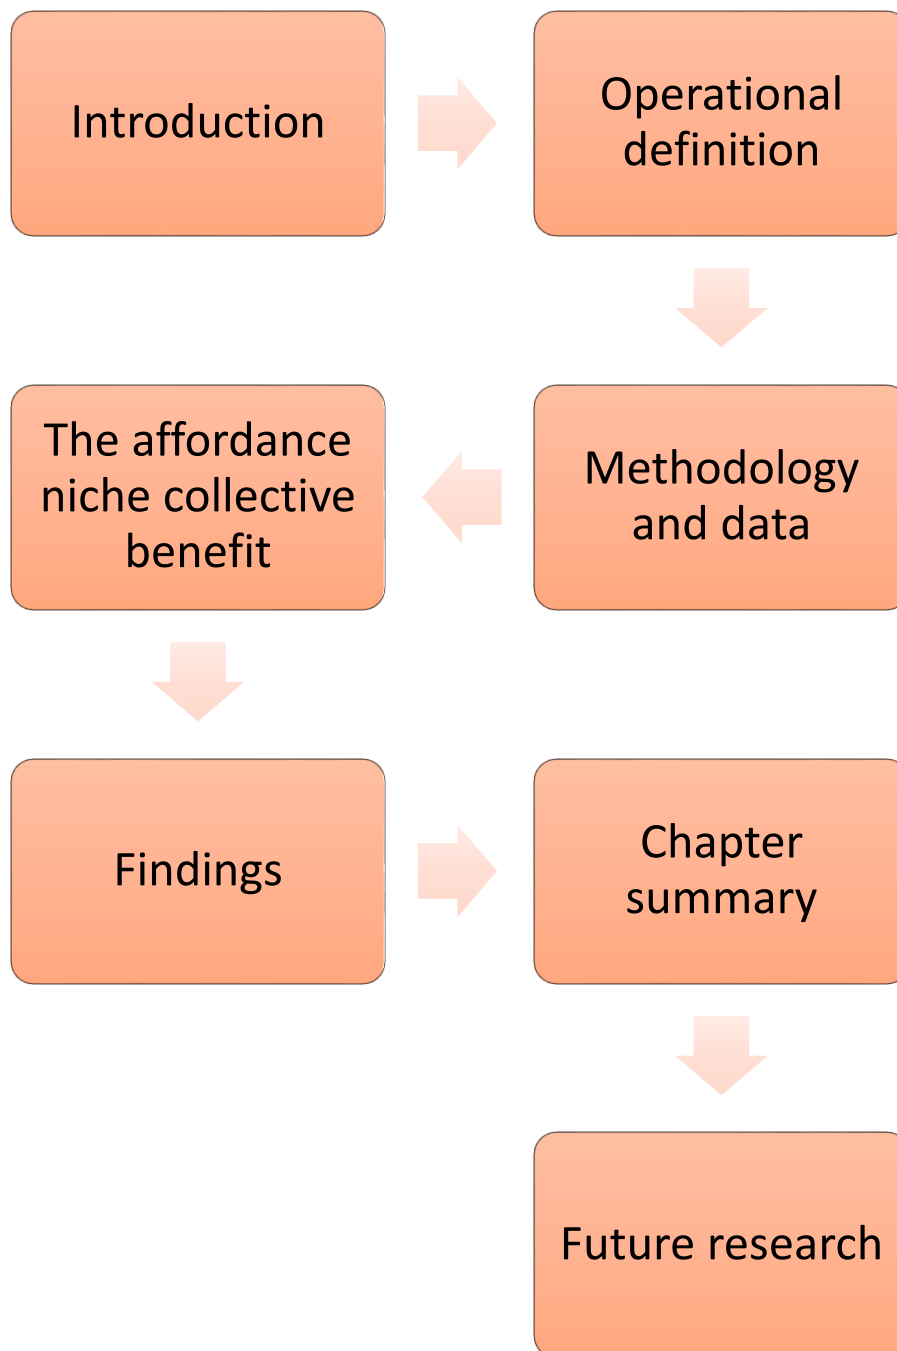 Introduction
Operational
definition
Methodology
and data
The affordance
niche collective
benefit
Findings
Chapter
summary
Future research